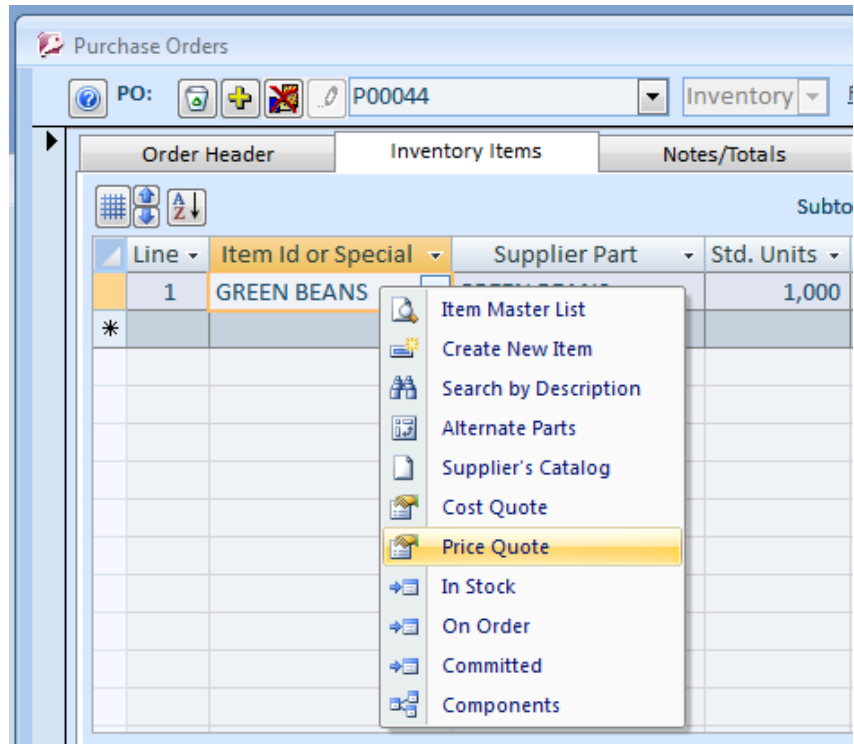 Purchase Orders
PO: P00044 Inventory
Order Header Inventory Items Notes/Totals
A
Z
Line Item Id or Special Supplier Part Std. Units
1 GREEN BEANS 1,000
Item Master List
Create New Item
Search by Description
Alternate Parts
Supplier's Catalog
Cost Quote
Price Quote
In Stock
On Order
Committed
Components